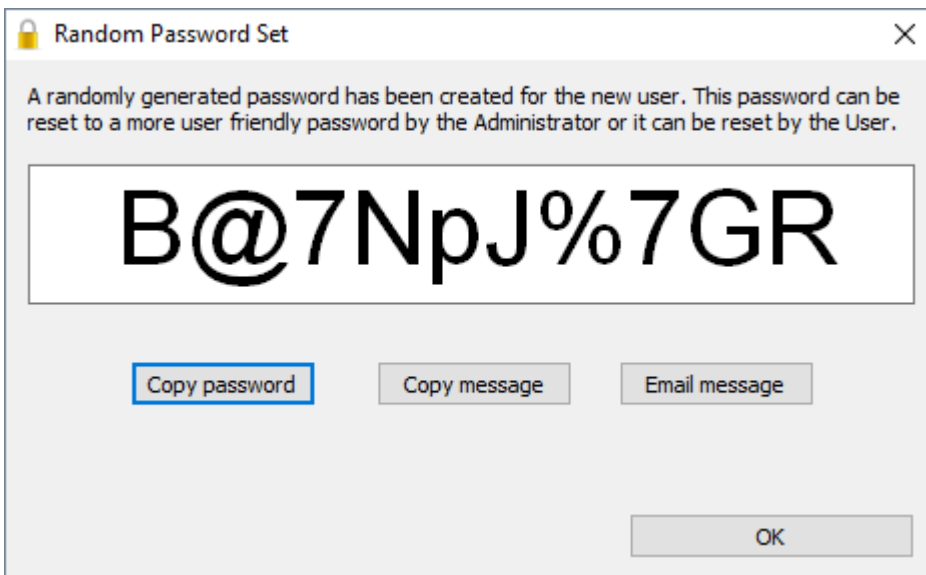 Random Password Set
A randomly generated password has been created for the new user. This password can be
reset to a more user friendly password by the Administrator or it can be reset by the User.
B@7NpJ%7GR
Copy password Copy message Email message
OK